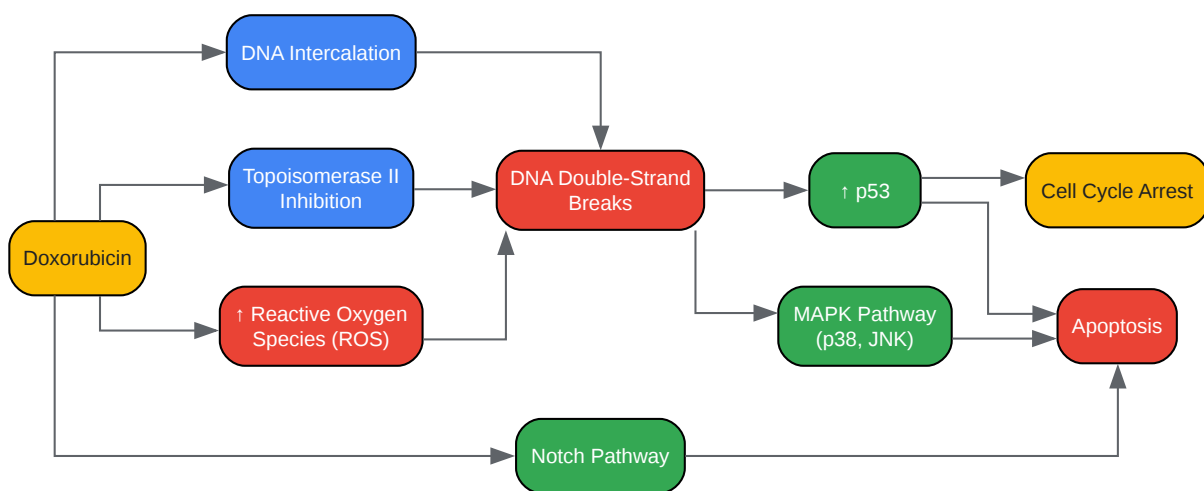 DNA Intercalation
Topoisomerase II
Inhibition
DNA Double-Strand
Breaks
↑ p53
Cell Cycle Arrest
Doxorubicin
↑ Reactive Oxygen
Species (ROS)
MAPK Pathway
(p38, JNK)
Apoptosis
Notch Pathway